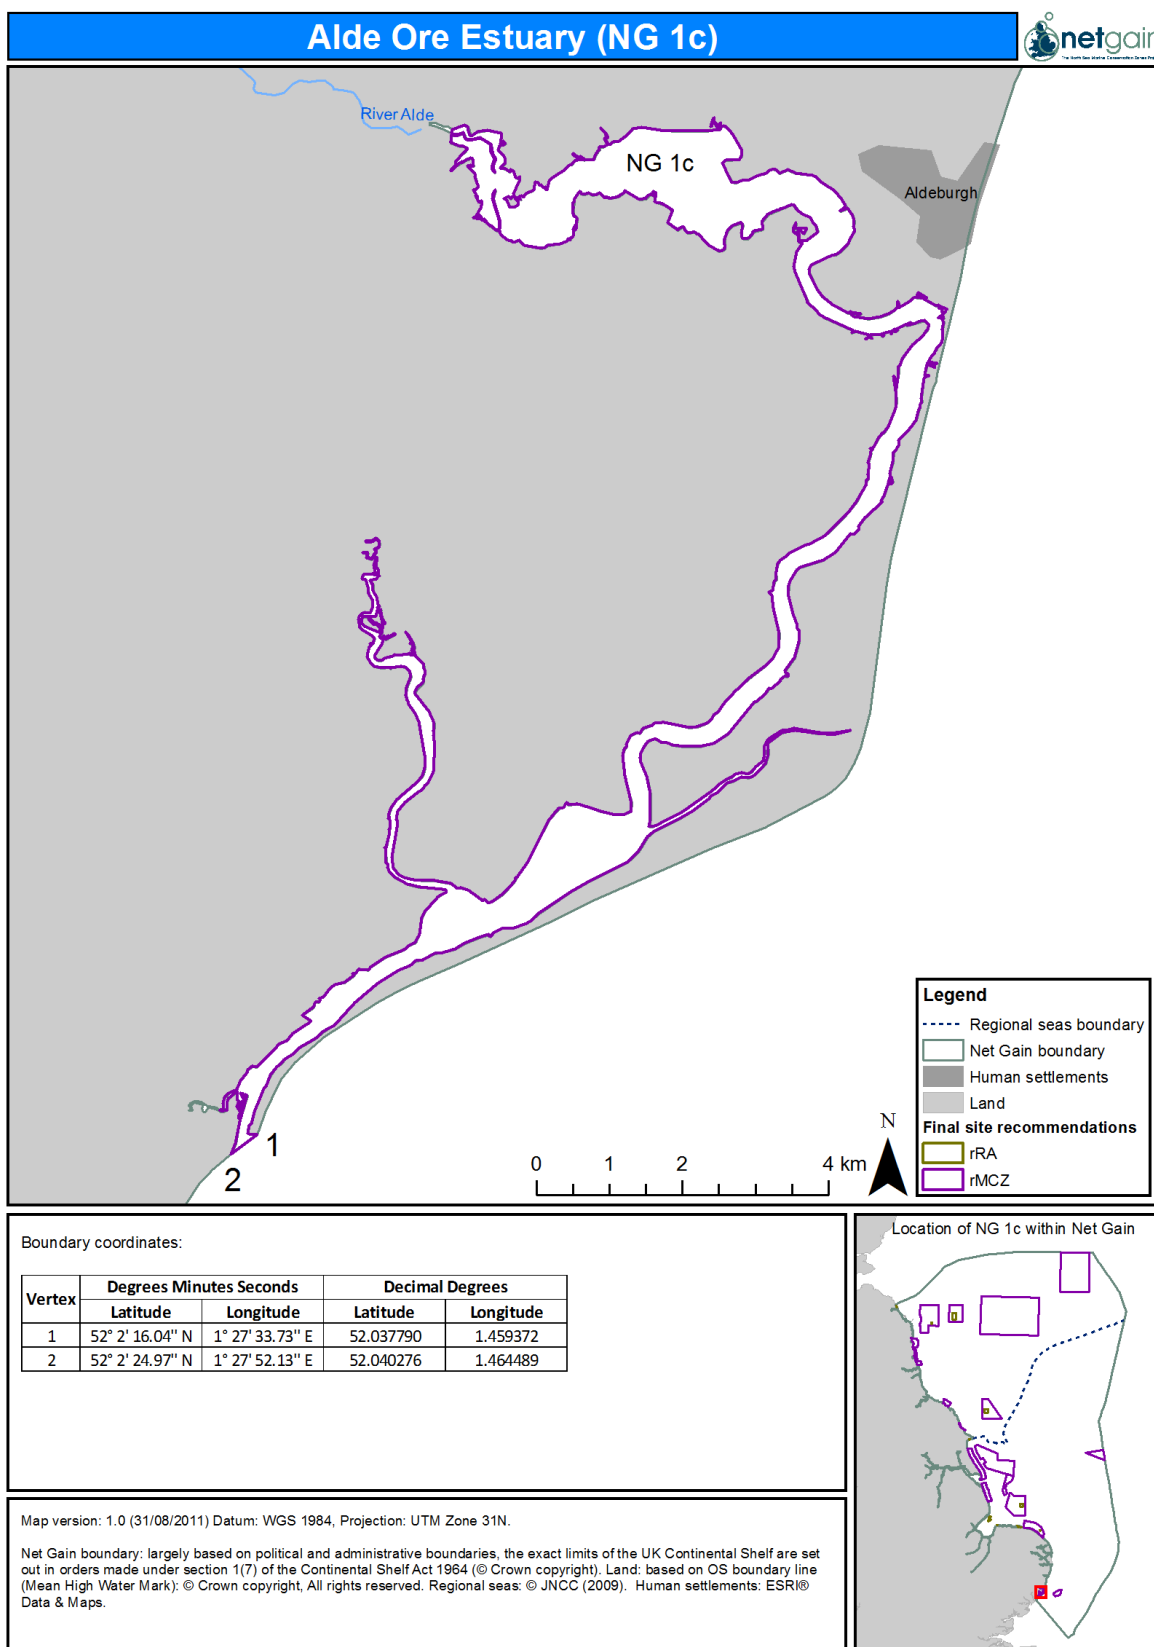 Alde Ore Estuary (NG 1c)
netgain
River Alde
NG 1c
Aldeburgh
1
2
N
0 1 2 4 km
Legend
Regional seas boundary
Net Gain boundary
Human settlements
Land
Final site recommendations
rRA
rMCZ
Boundary coordinates:
Vertex Degrees Minutes Seconds Decimal Degrees
Latitude Longitude Latitude Longitude
1 52° 2' 16.04" N 1° 27' 33.73" E 52.037790 1.459372
2 52° 2' 24.97" N 1° 27' 52.13" E 52.040276 1.464489
Location of NG 1c within Net Gain
Map version: 1.0 (31/08/2011) Datum: WGS 1984, Projection: UTM Zone 31N.
Net Gain boundary: largely based on political and administrative boundaries, the exact limits of the UK Continental Shelf are set
out in orders made under section 1(7) of the Continental Shelf Act 1964 (© Crown copyright). Land: based on OS boundary line
(Mean High Water Mark): © Crown copyright, All rights reserved. Regional seas: © JNCC (2009). Human settlements: ESRI®
Data & Maps.